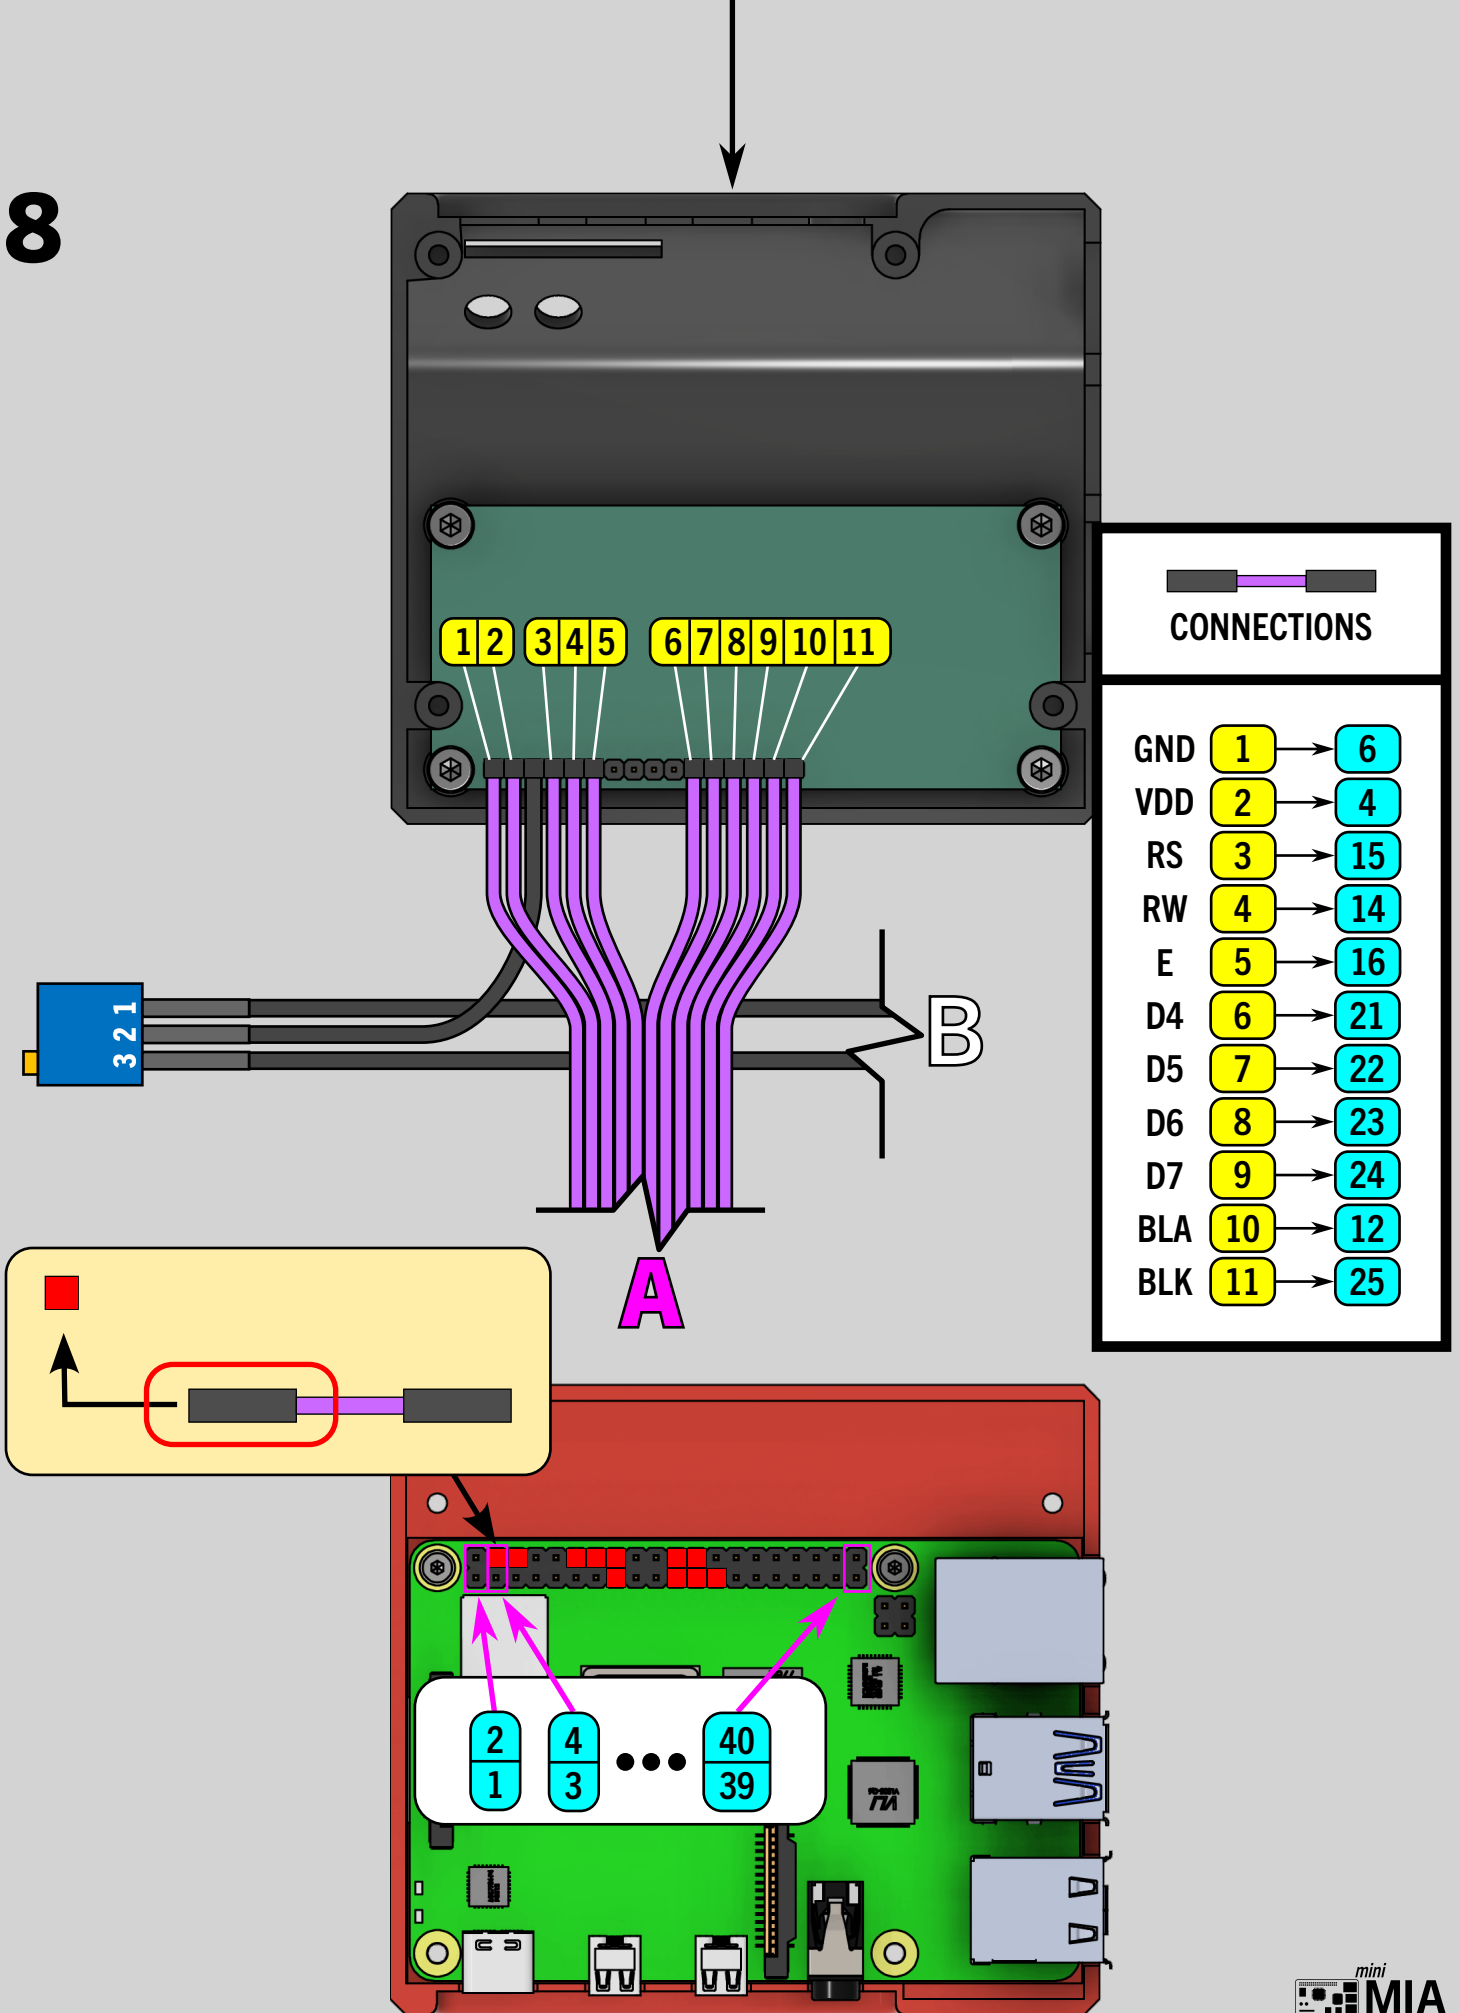 8
1 2 3 4 5 6 7 8 9 10 11
CONNECTIONS
GND 1 6
VDD 2 4
RS 3 15
RW 4 14
E 5 16
D4 6 21
D5 7 22
D6 8 23
D7 9 24
BLA 10 12
BLK 11 25
1
2
3
B
A
2 4 ••• 40
1 3 39
mini
MIA